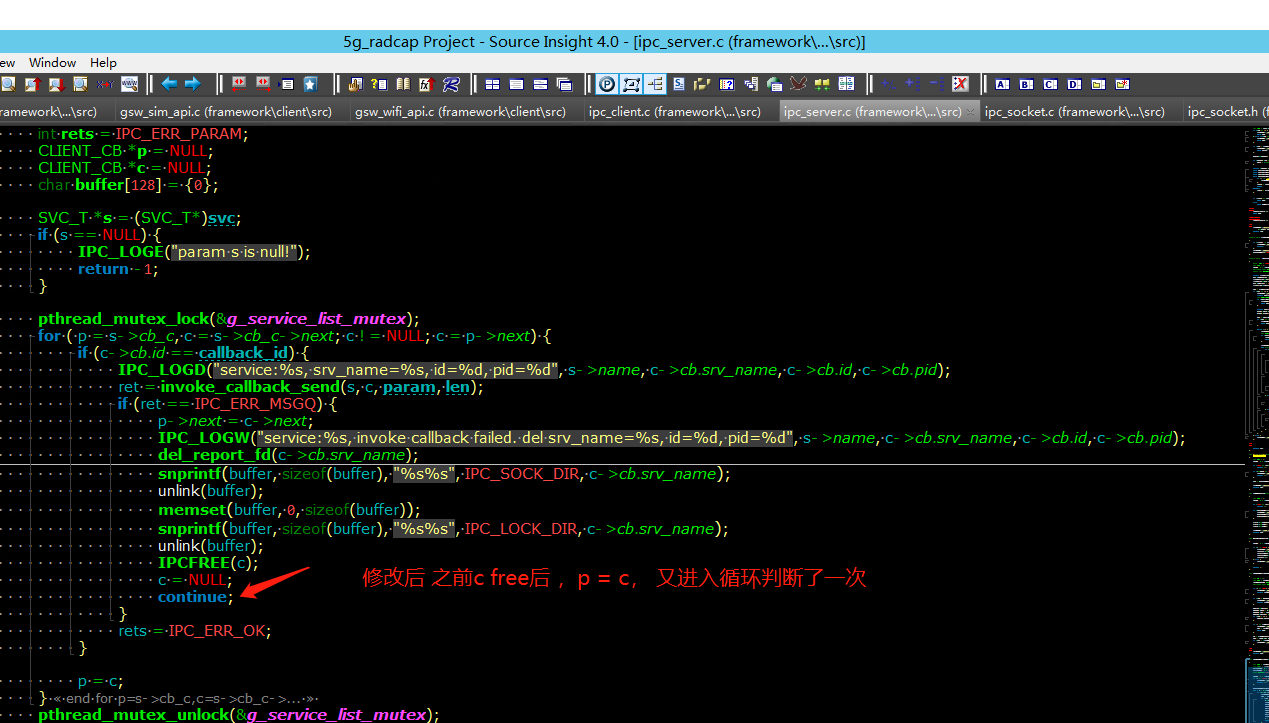 5g_radcap Project - Source Insight 4.0 - [ipc_server.c (framework\...\src)]
ew Window Help
ramework\...\src) gsw_sim_api.c (framework\client\src) gsw_wifi_api.c (framework\client\src) ipc_client.c (framework\...\src) ipc_server.c (framework\...\src) ipc_socket.c (framework\...\src) ipc_socket.h (f
int rets = IPC_ERR_PARAM;
CLIENT_CB *p = NULL;
CLIENT_CB *c = NULL;
char buffer[128] = {0};
SVC_T *s = (SVC_T*)svc;
if (s == NULL) {
IPC_LOGE("param s is null!");
return -1;
}
pthread_mutex_lock(&g_service_list_mutex);
for ( p = s->cb_c, c = s->cb_c->next; c != NULL; c = p->next) {
if (c->cb.id == callback_id) {
IPC_LOGD("service:%s, srv_name=%s, id=%d, pid=%d", s->name, c->cb.srv_name, c->cb.id, c->cb.pid);
ret = invoke_callback_send(s, c, param, len);
if (ret == IPC_ERR_MSGQ) {
p->next = c->next;
IPC_LOGW("service:%s, invoke callback failed. del srv_name=%s, id=%d, pid=%d", s->name, c->cb.srv_name, c->cb.id, c->cb.pid);
del_report_fd(c->cb.srv_name);
snprintf(buffer, sizeof(buffer), "%s%s", IPC_SOCK_DIR, c->cb.srv_name);
unlink(buffer);
memset(buffer, 0, sizeof(buffer));
snprintf(buffer, sizeof(buffer), "%s%s", IPC_LOCK_DIR, c->cb.srv_name);
unlink(buffer);
IPCFREE(c);
c = NULL;
修改后 之前c free后 ，p = c， 又进入循环判断了一次
continue;
}
rets = IPC_ERR_OK;
}
p = c;
} « end for p=s->cb_c,c=s->cb_c->... »
pthread_mutex_unlock(&g_service_list_mutex);